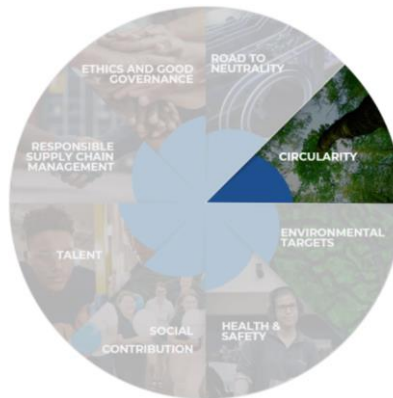 ETHICS AND GOOD
GOVERNANCE
ROAD TO
NEUTRALITY
RESPONSIBLE
SUPPLY CHAIN
MANAGEMENT
CIRCULARITY
TALENT
ENVIRONMENTAL
TARGETS
SOCIAL
CONTRIBUTION
HEALTH &
SAFETY